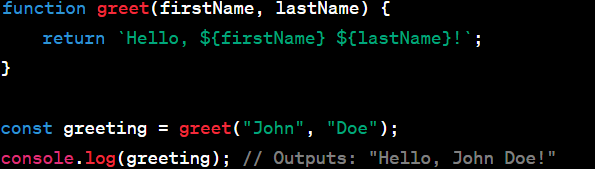 function greet(firstName, lastName) {
    return `Hello, ${firstName} ${lastName}!`;
}

const greeting = greet("John", "Doe");
console.log(greeting); // Outputs: "Hello, John Doe!"